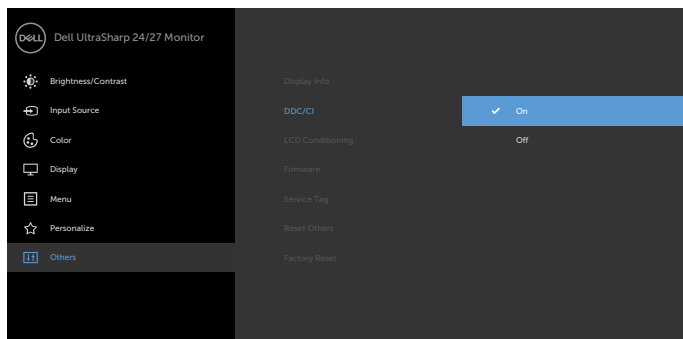 DELL Dell UltraSharp 24/27 Monitor
Brightness/Contrast
Display Info
Input Source
DDC/CI
On
Color
LCD Conditioning
Off
Display
Firmware
Menu
Service Tag
Personalize
Reset Others
Others
Factory Reset